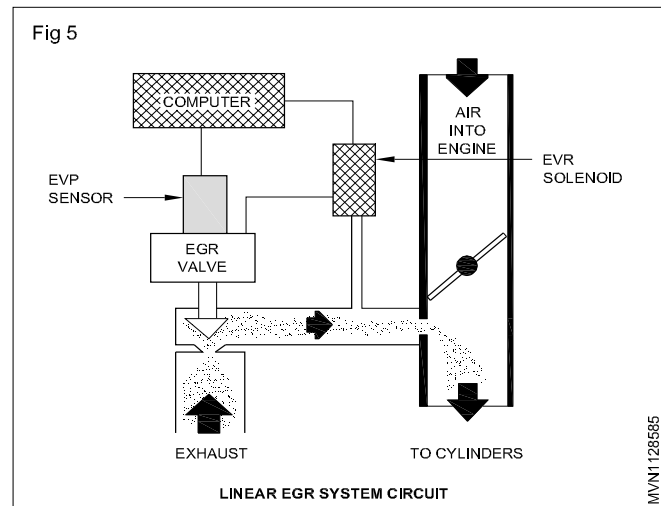 Fig 5
COMPUTER
AIR
INTO
ENGINE
EVR
SOLENOID
EVP
SENSOR
EGR
VALVE
EXHAUST
TO CYLINDERS
LINEAR EGR SYSTEM CIRCUIT
MVN1128585